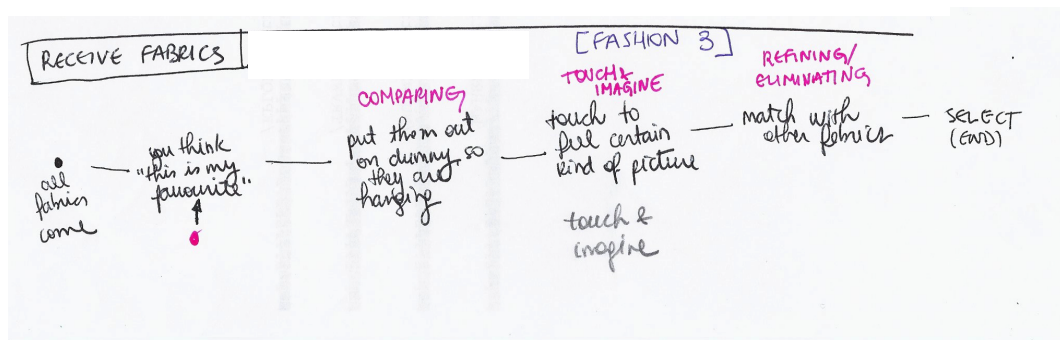 RECEIVE FABRICS
[FASHION 3]
all
fabrics
come
you think
"this is my
favourite"
COMPARING
put them out
on dummy, so
they are
hanging
TOUCH &
IMAGINE
touch to
feel certain
kind of picture
touch &
imagine
REFINING/
ELIMINATING
match with
other fabrics
SELECT
(END)